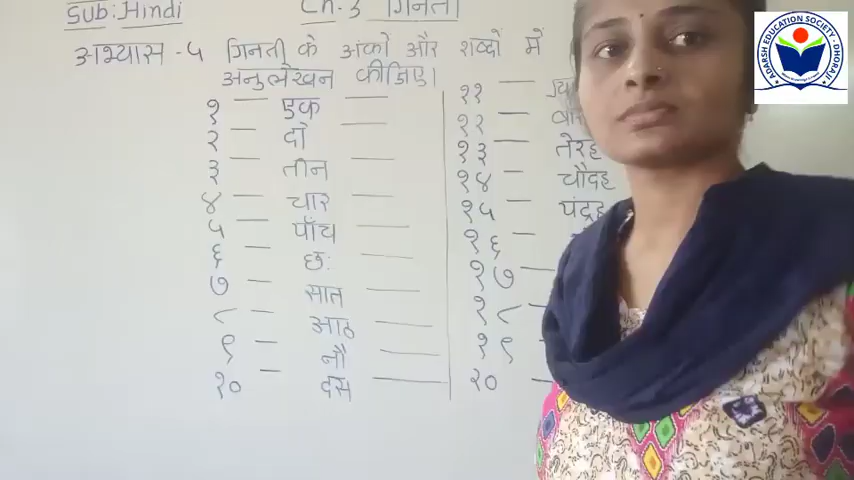 Sub: Hindi
Ch-3 गिनती
अभ्यास - ५ गिनती के अंको और शब्दो में
अनुलेखन कीजिए।
१ — एक —
२ — दो —
३ — तीन —
४ — चार —
५ — पाँच —
६ — छः —
७ — सात —
८ — आठ —
९ — नौ —
१० — दस —
११ —
१२ —
१३ — तेरह
१४ — चौदह
१५ — पंद्रह
१६ —
१७ —
१८ —
१९
२० —
ADARSH EDUCATION SOCIETY - DHORAJI